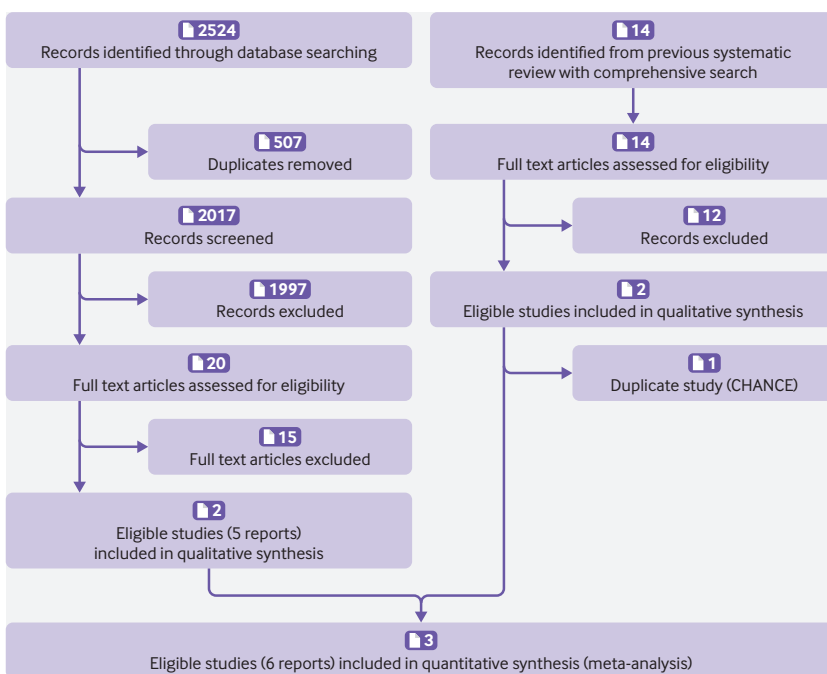 2524
Records identified through database searching
507
Duplicates removed
2017
Records screened
1997
Records excluded
20
Full text articles assessed for eligibility
15
Full text articles excluded
2
Eligible studies (5 reports)
included in qualitative synthesis
14
Records identified from previous systematic
review with comprehensive search
14
Full text articles assessed for eligibility
12
Records excluded
2
Eligible studies included in qualitative synthesis
1
Duplicate study (CHANCE)
3
Eligible studies (6 reports) included in quantitative synthesis (meta-analysis)